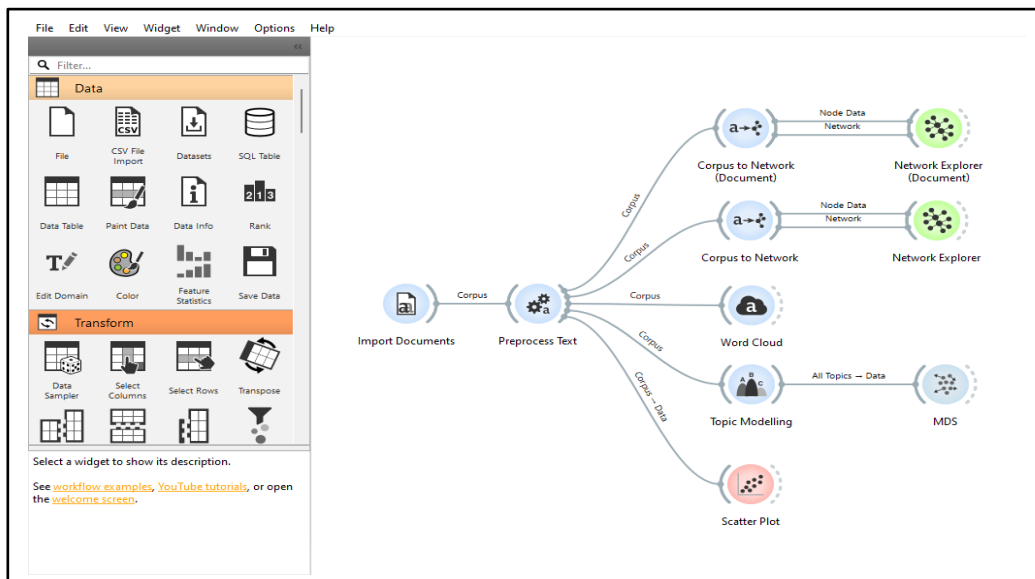 File Edit View Widget Window Options Help
«
Filter...
Data
File
CSV File
Import
Datasets
SQL Table
CSV
Data Table
Paint Data
Data Info
Rank
2 1 3
Edit Domain
Color
Feature
Statistics
Save Data
Transform
Data
Sampler
Select
Columns
Select Rows
Transpose
Select a widget to show its description.
See workflow examples, YouTube tutorials, or open
the welcome screen.
Import Documents
Corpus
Preprocess Text
Corpus
Corpus
Corpus
Corpus
Corpus → Data
Corpus to Network
(Document)
Node Data
Network
Network Explorer
(Document)
Corpus to Network
Node Data
Network
Network Explorer
Word Cloud
Topic Modelling
All Topics → Data
MDS
Scatter Plot
a
a
a
a
a
A B C